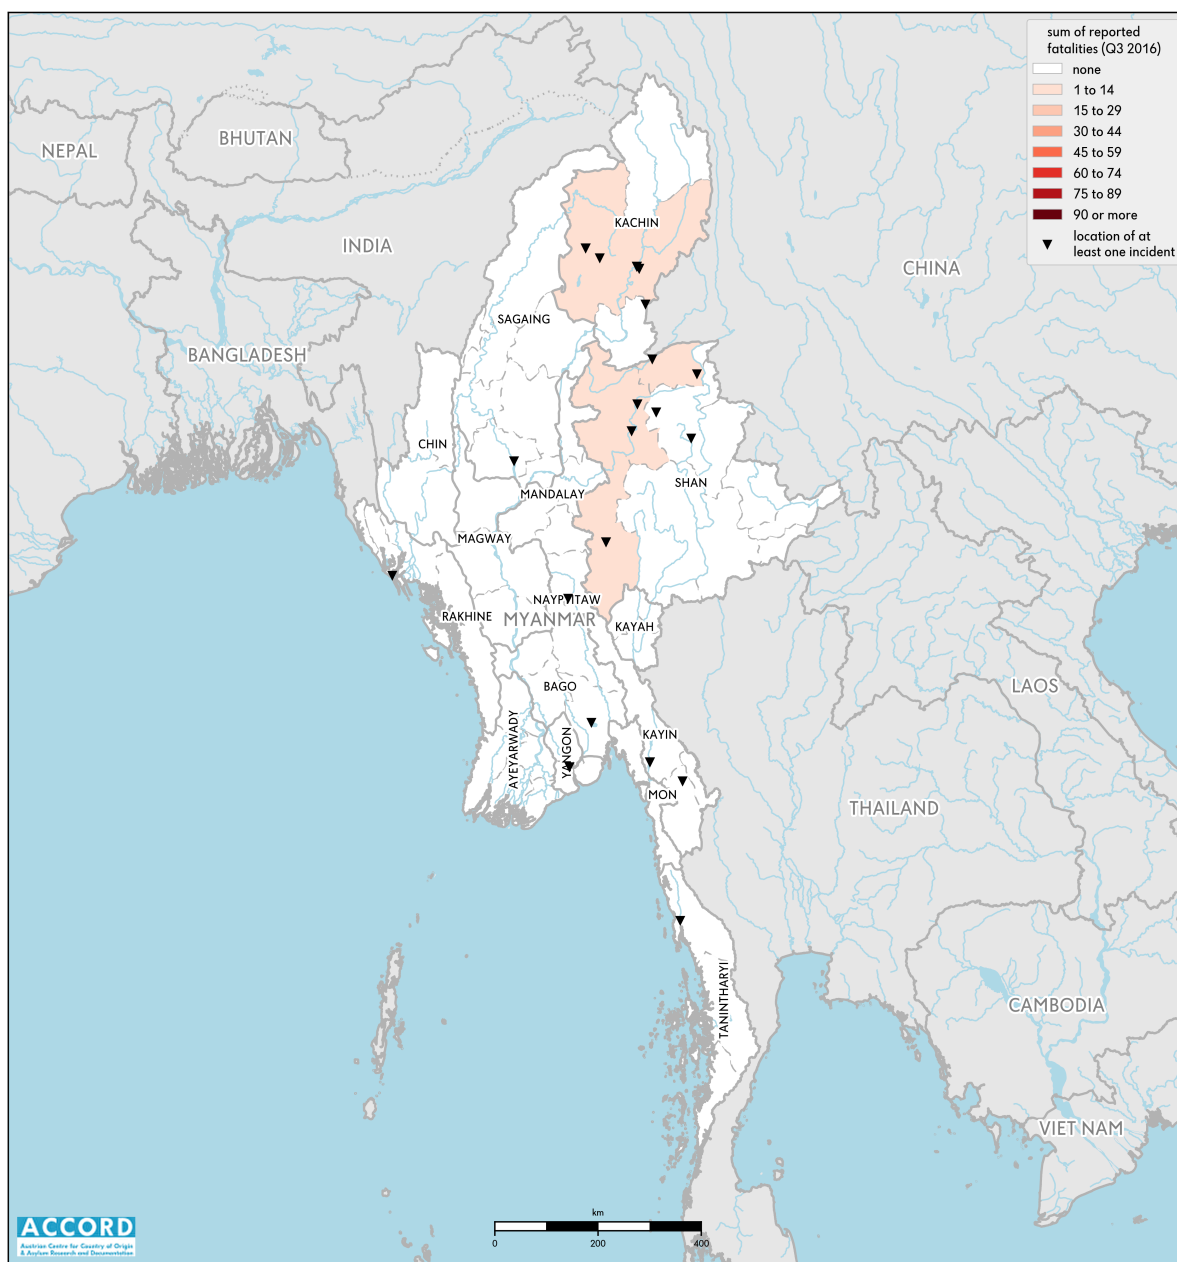 sum of reported
fatalities (Q3 2016)
none
1 to 14
15 to 29
30 to 44
45 to 59
60 to 74
75 to 89
90 or more
location of at
least one incident
NEPAL
BHUTAN
INDIA
KACHIN
CHINA
SAGAING
BANGLADESH
CHIN
SHAN
MANDALAY
MAGWAY
RAKHINE
MYANMAR
KAYAH
LAOS
BAGO
AYEYARWADY
YANGON
KAYIN
MON
THAILAND
TANINTHARYI
CAMBODIA
VIET NAM
km
0
200
400
ACCORD
Austrian Centre for Country of Origin
& Asylum Research and Documentation